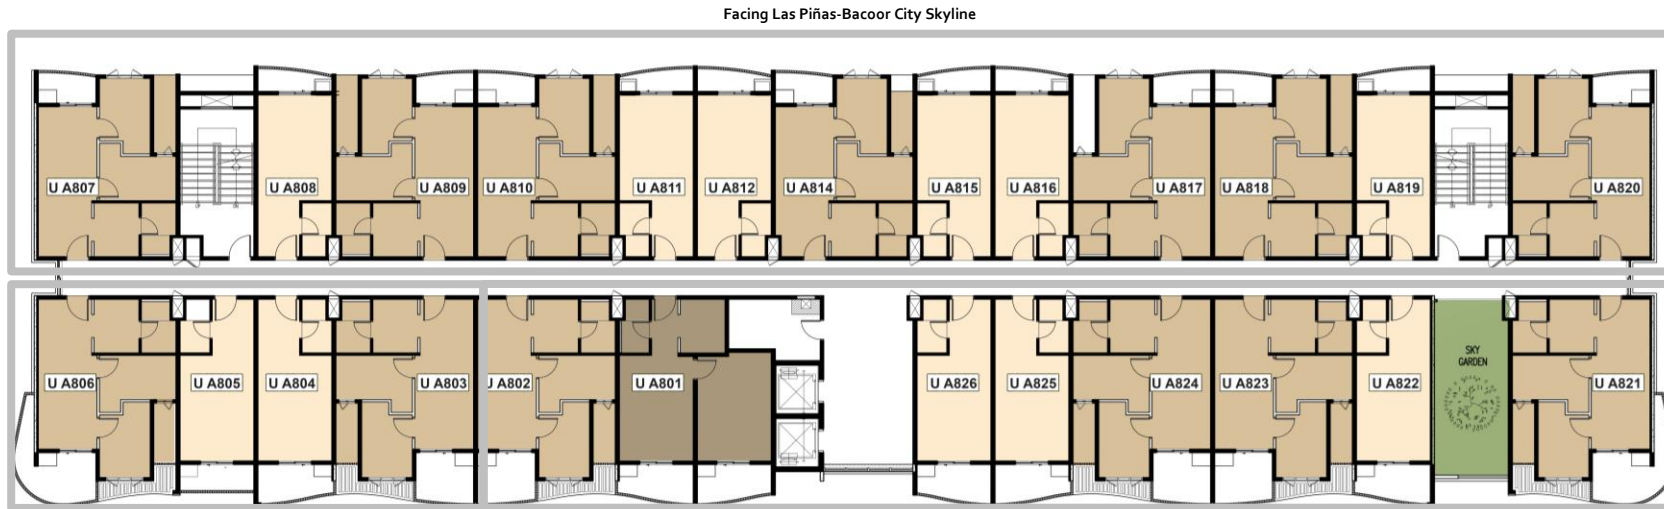 Facing Las Piñas-Bacoor City Skyline
U A807
U A808
U A809
U A810
U A811
U A812
U A814
U A815
U A816
U A817
U A818
U A819
U A820
U A806
U A805
U A804
U A803
U A802
U A801
U A826
U A825
U A824
U A823
U A822
SKY
GARDEN
U A821